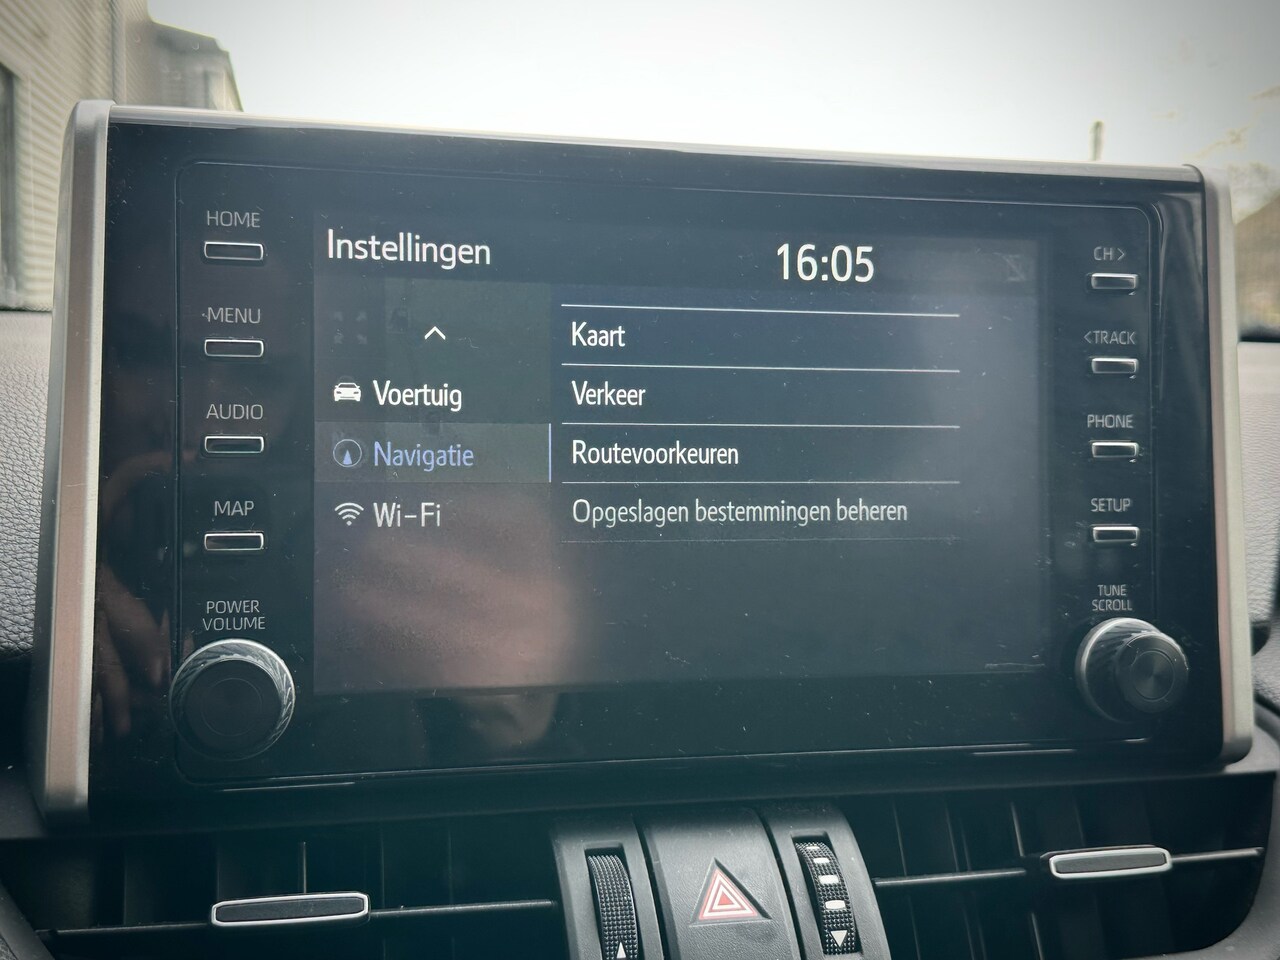 HOME
MENU
AUDIO
MAP
POWER
VOLUME
Instellingen
16:05
Voertuig
Navigatie
Wi-Fi
Kaart
Verkeer
Routevoorkeuren
Opgeslagen bestemmingen beheren
CH >
< TRACK
PHONE
SETUP
TUNE
SCROLL